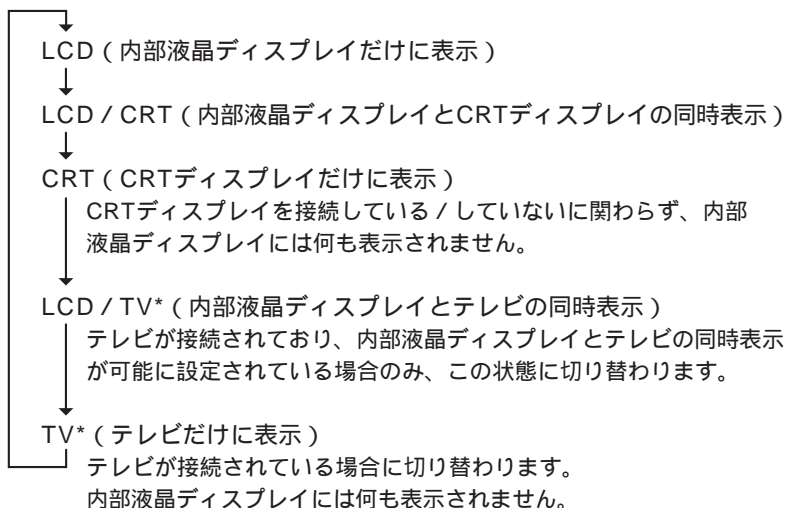 LCD ( 内部液晶ディスプレイだけに表示 )
LCD / CRT ( 内部液晶ディスプレイとCRTディスプレイの同時表示 )
CRT ( CRTディスプレイだけに表示 )
CRTディスプレイを接続している / していないに関わらず、内部
液晶ディスプレイには何も表示されません。
LCD / TV* ( 内部液晶ディスプレイとテレビの同時表示 )
テレビが接続されており、内部液晶ディスプレイとテレビの同時表示
が可能に設定されている場合のみ、この状態に切り替わります。
TV* ( テレビだけに表示 )
テレビが接続されている場合に切り替わります。
内部液晶ディスプレイには何も表示されません。